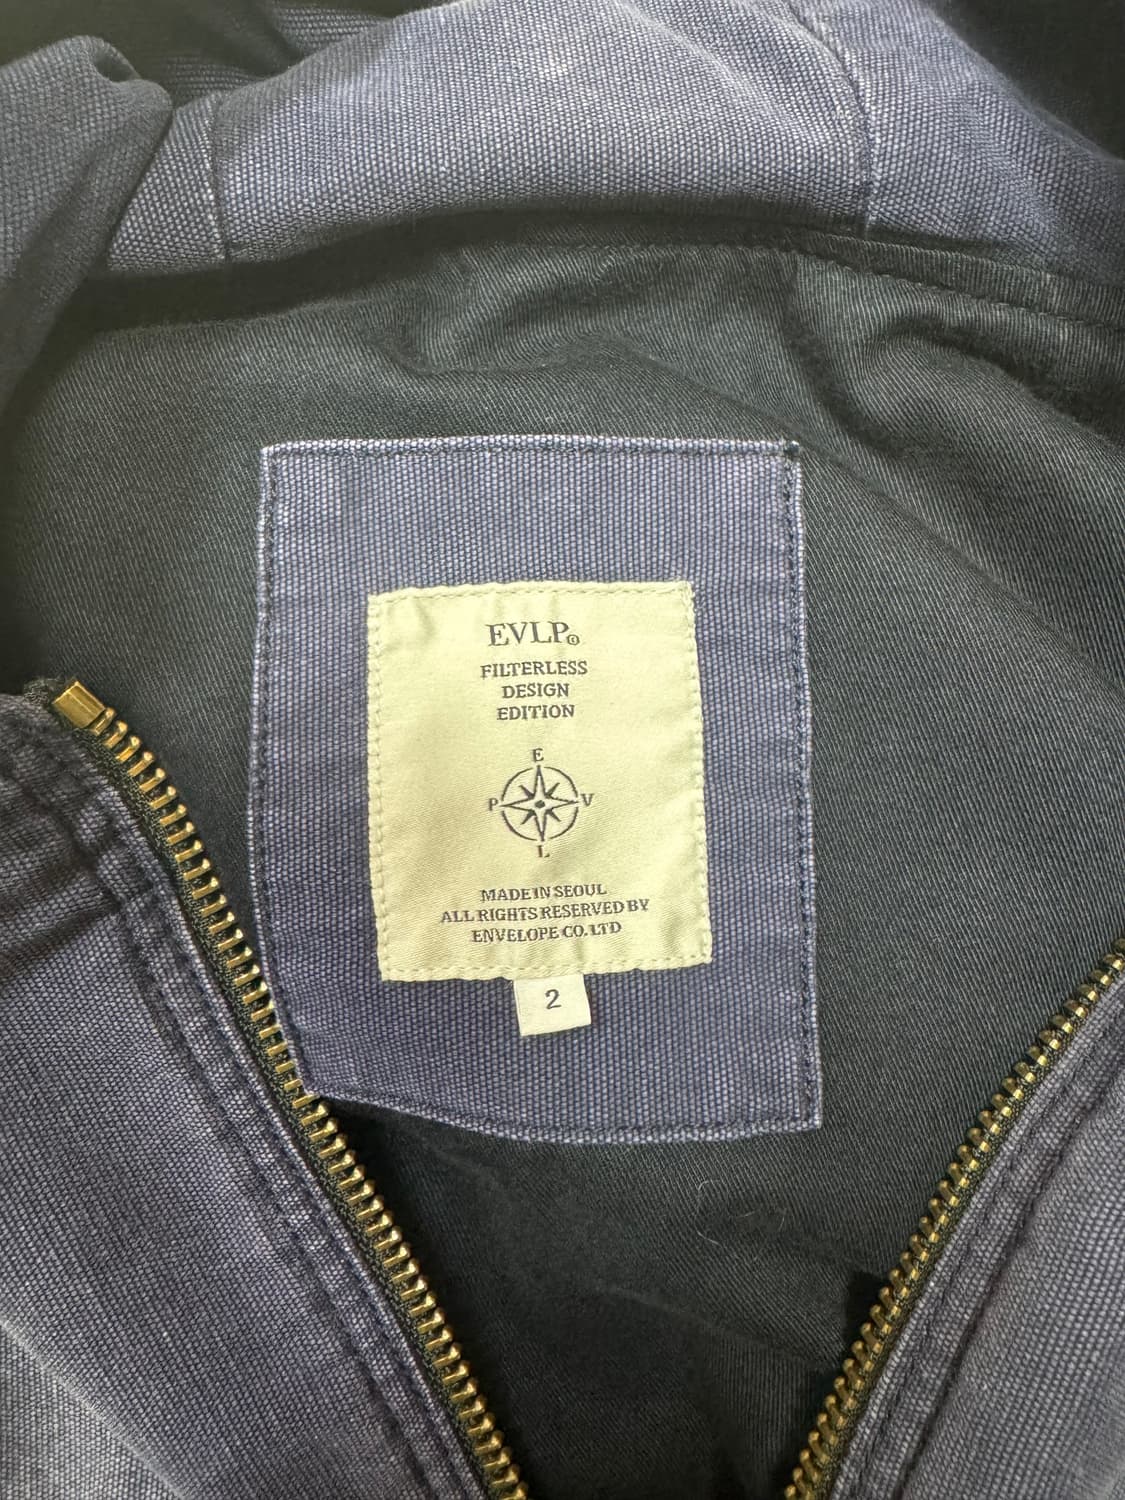 EVLP©
FILTERLESS
DESIGN
EDITION
E
P V
L
MADE IN SEOUL
ALL RIGHTS RESERVED BY
ENVELOPE CO.LTD
2